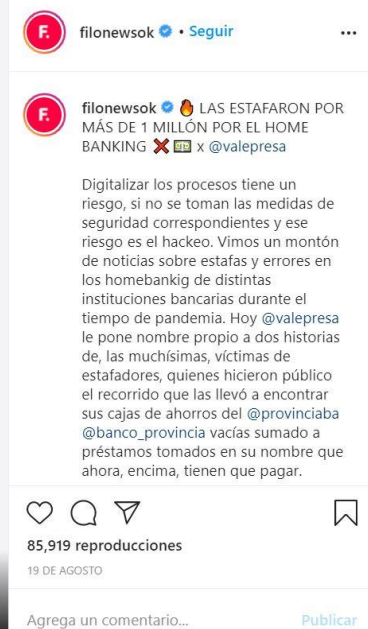 F.
filonewsok • Seguir
F.
filonewsok 🔥 LAS ESTAFARON POR
MÁS DE 1 MILLÓN POR EL HOME
BANKING ❌ 💵 x @valepresa
Digitalizar los procesos tiene un
riesgo, si no se toman las medidas de
seguridad correspondientes y ese
riesgo es el hackeo. Vimos un montón
de noticias sobre estafas y errores en
los homebankig de distintas
instituciones bancarias durante el
tiempo de pandemia. Hoy @valepresa
le pone nombre propio a dos historias
de, las muchísimas, víctimas de
estafadores, quienes hicieron público
el recorrido que las llevó a encontrar
sus cajas de ahorros del @provinciaba
@banco_provincia vacías sumado a
préstamos tomados en su nombre que
ahora, encima, tienen que pagar.
85,919 reproducciones
19 DE AGOSTO
Agrega un comentario... Publicar